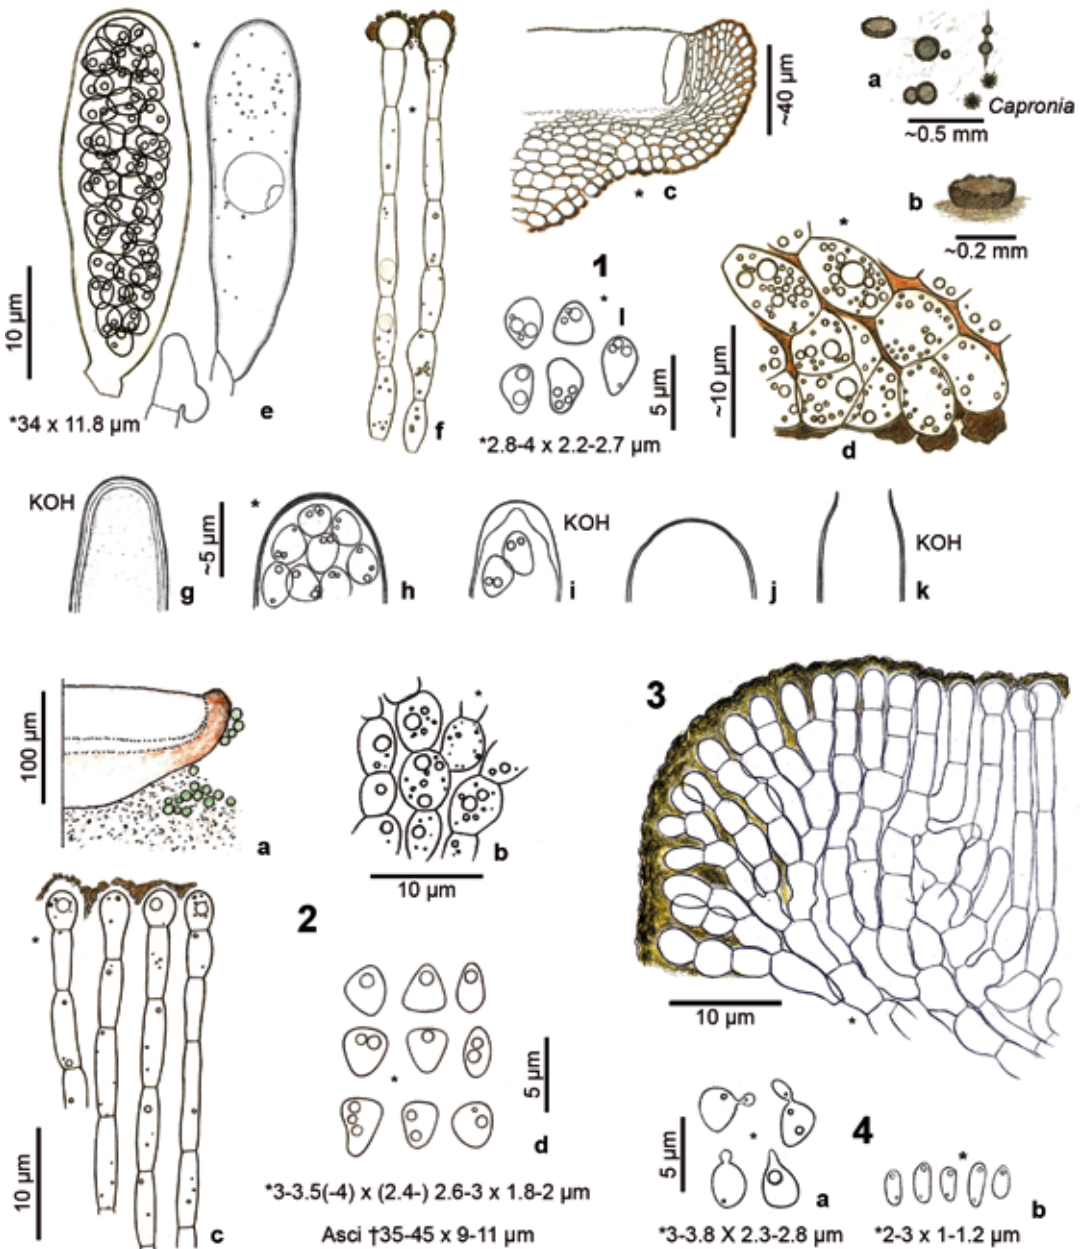 *
*
*
10 µm
e
*34 x 11.8 µm
f
~40 µm
* c
a
Capronia
~0.5 mm
b
~0.2 mm
1
*
5 µm
*2.8-4 x 2.2-2.7 µm
*
~10 µm
d
KOH
g
*
~5 µm
h
KOH
i
j
KOH
k
100 µm
a
*
b
10 µm
*
c
10 µm
2
*
5 µm
d
*3-3.5(-4) x (2.4-) 2.6-3 x 1.8-2 µm
Asci †35-45 x 9-11 µm
3
10 µm
*
4
5 µm
*
a
*3-3.8 X 2.3-2.8 µm
*
b
*2-3 x 1-1.2 µm